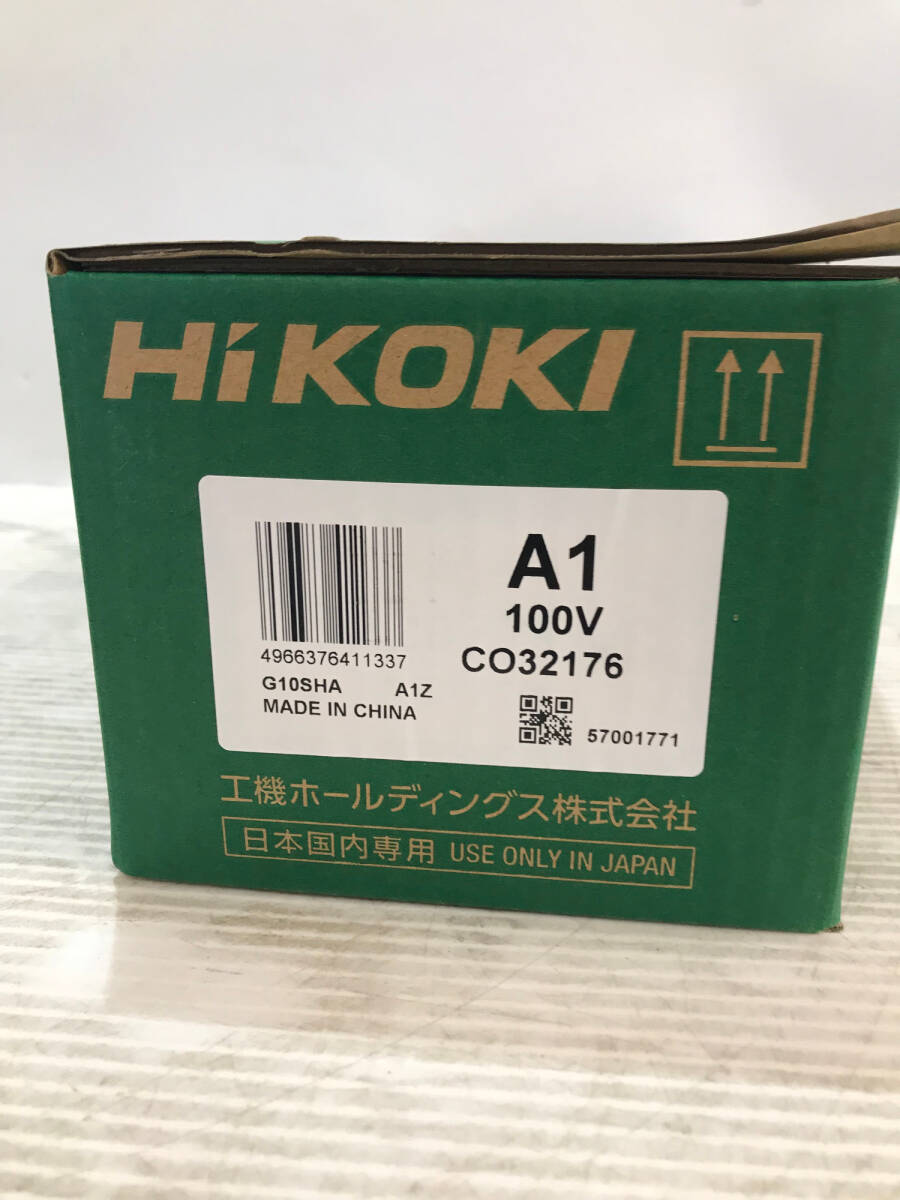 HiKOKI
A1
100V
CO32176
4966376411337
G10SHA A1Z
MADE IN CHINA
57001771
工機ホールディングス株式会社
日本国内専用 USE ONLY IN JAPAN